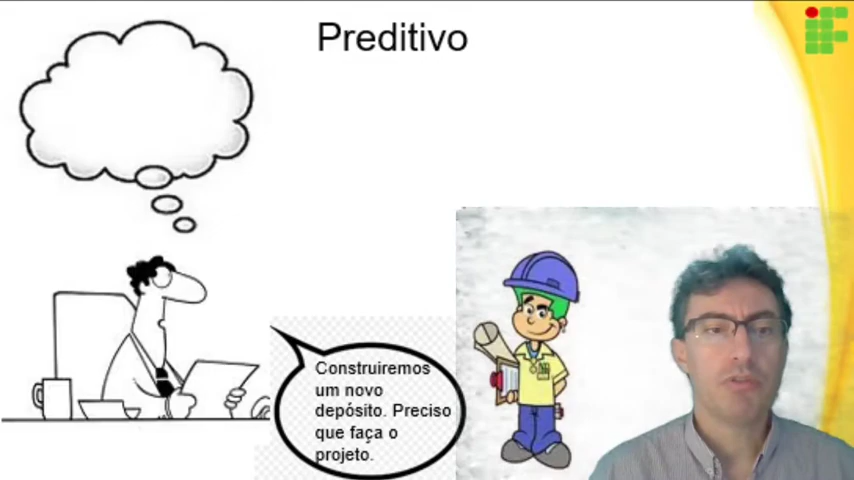 Preditivo
Construiremos
um novo
depósito. Preciso
que faça o
projeto.